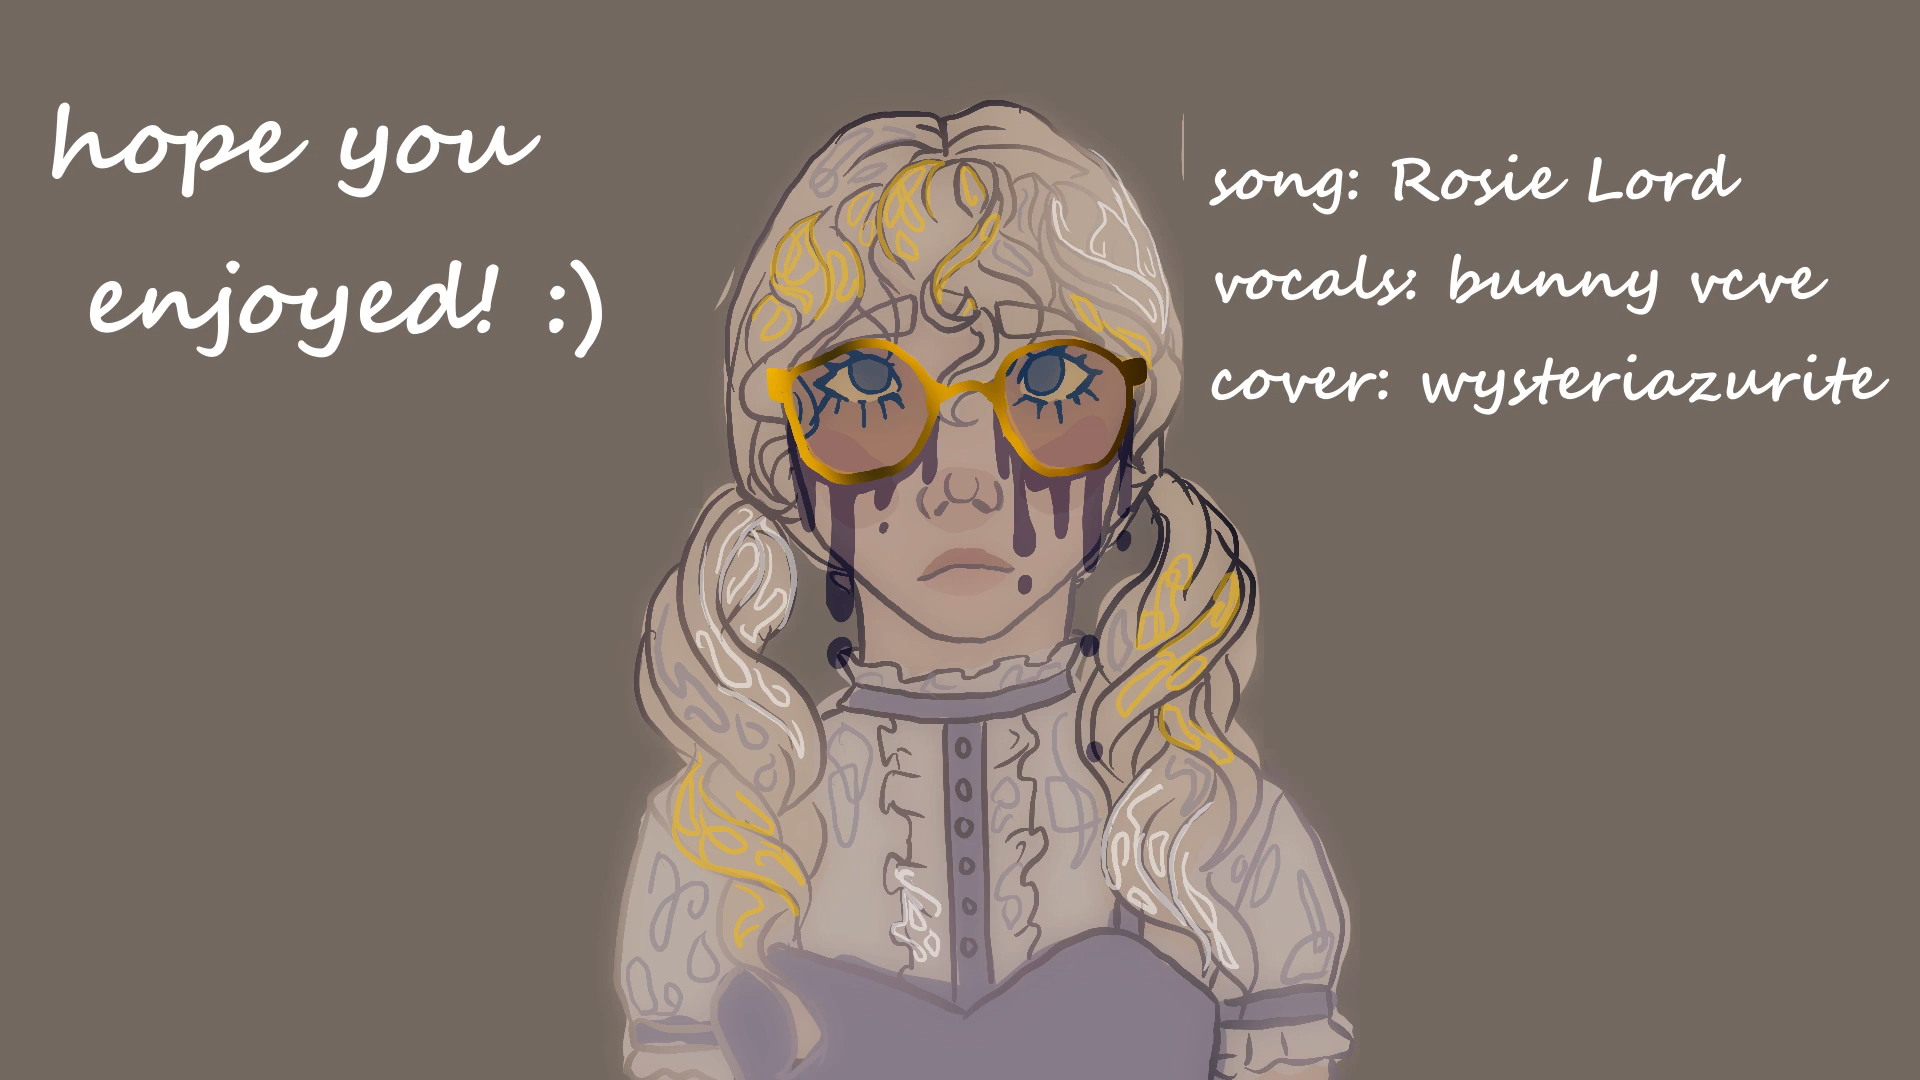 hope you
enjoyed! :)
song: Rosie Lord
vocals: bunny vcve
cover: wysteriazurite